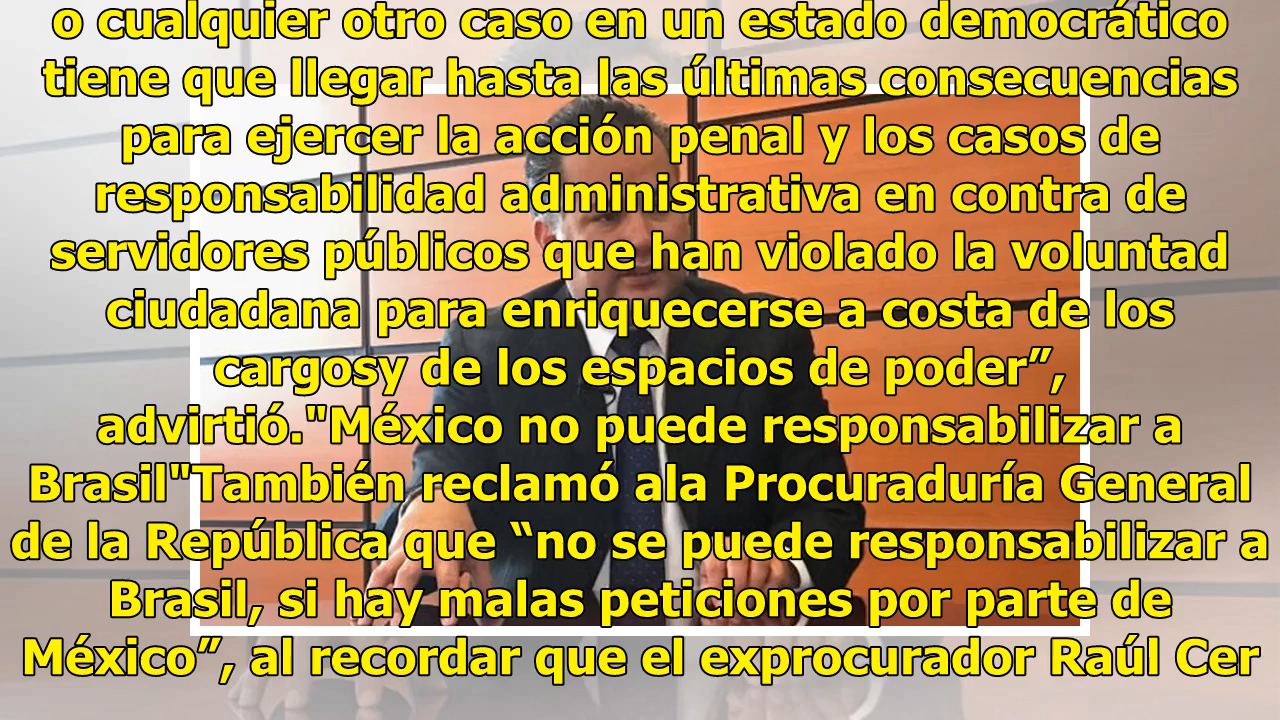 o cualquier otro caso en un estado democrático
tiene que llegar hasta las últimas consecuencias
para ejercer la acción penal y los casos de
responsabilidad administrativa en contra de
servidores públicos que han violado la voluntad
ciudadana para enriquecerse a costa de los
cargosy de los espacios de poder”,
advirtió."México no puede responsabilizar a
Brasil"También reclamó ala Procuraduría General
de la República que “no se puede responsabilizar a
Brasil, si hay malas peticiones por parte de
México”, al recordar que el exprocurador Raúl Cer